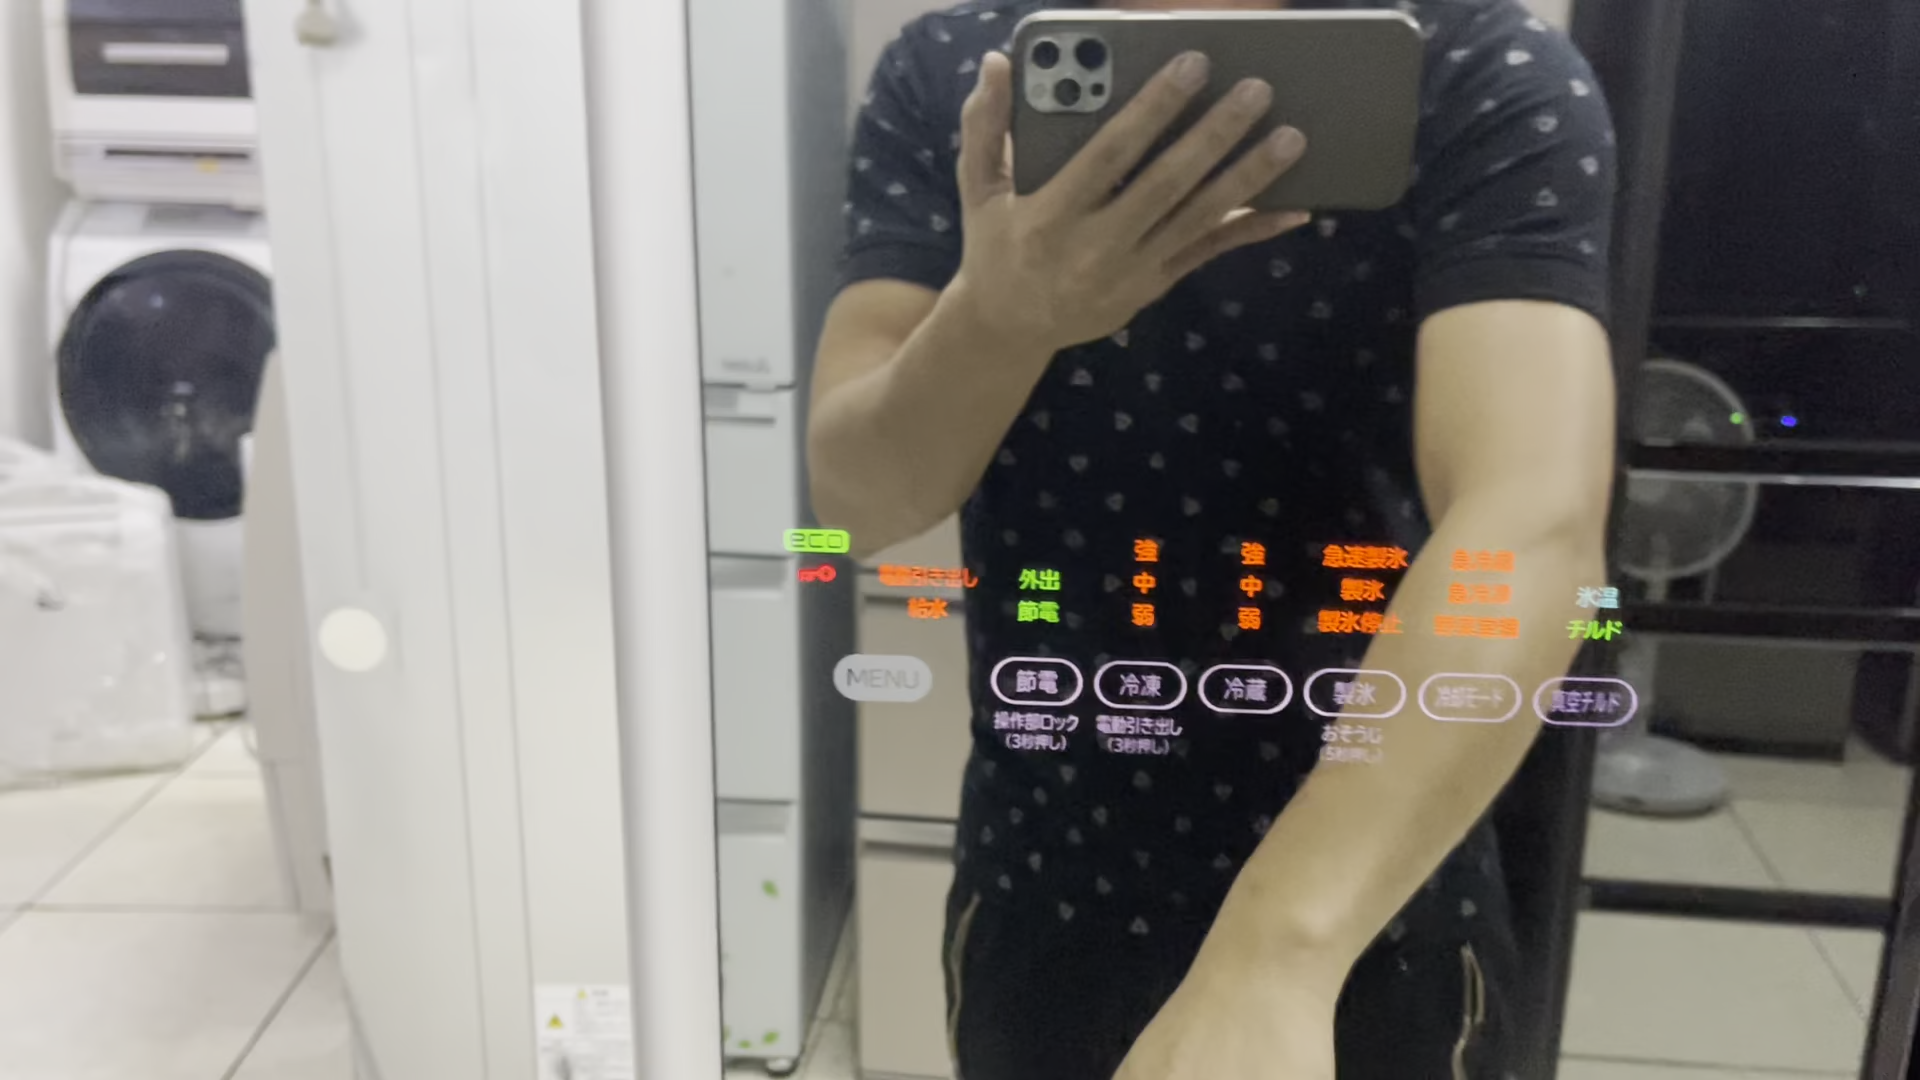 eco
電動引き出し
給水
外出
節電
強
中
弱
強
中
弱
急速製氷
製氷
製氷停止
急冷蔵
急冷凍
氷温
チルド
MENU
節電
冷凍
冷蔵
製氷
冷却モード
真空チルド
操作部ロック
(3秒押し)
電動引き出し
(3秒押し)
おそうじ
(5秒押し)